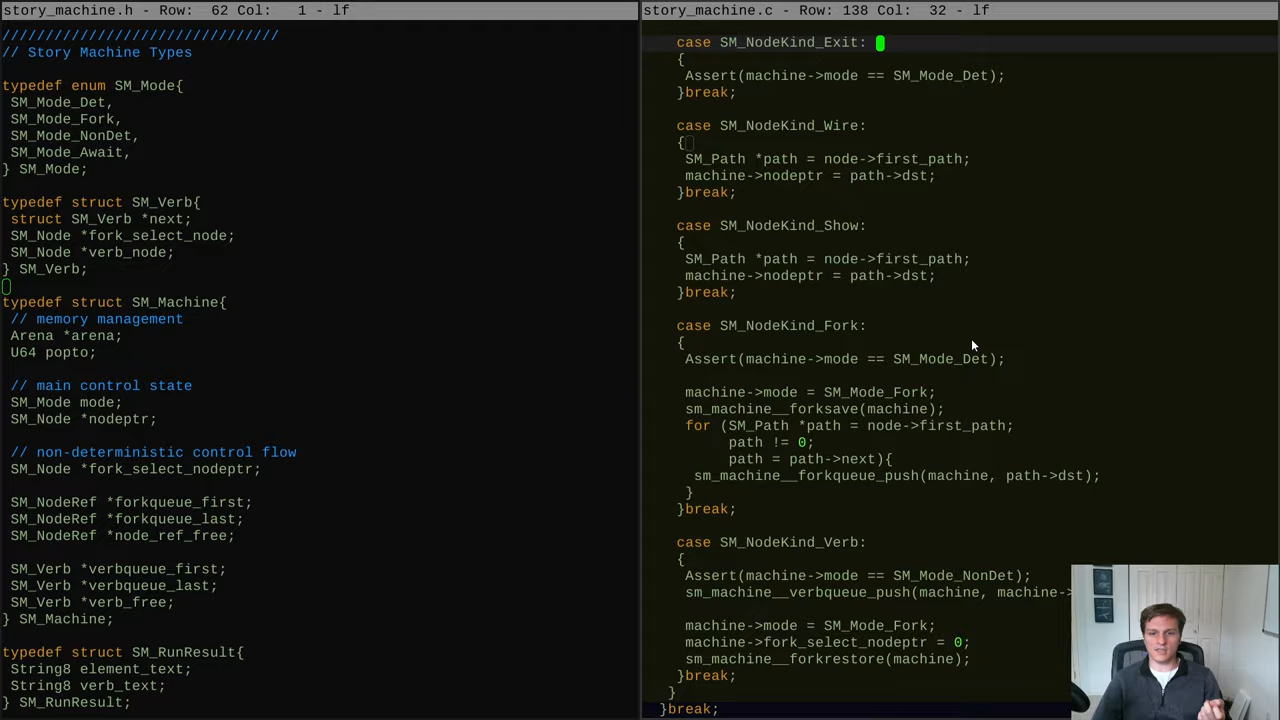 story_machine.h - Row:  62 Col:   1 - lf
////////////////////////////////
// Story Machine Types
typedef enum SM_Mode{
SM_Mode_Det,
SM_Mode_Fork,
SM_Mode_NonDet,
SM_Mode_Await,
} SM_Mode;
typedef struct SM_Verb{
struct SM_Verb *next;
SM_Node *fork_select_node;
SM_Node *verb_node;
} SM_Verb;
typedef struct SM_Machine{
// memory management
Arena *arena;
U64 popto;
// main control state
SM_Mode mode;
SM_Node *nodeptr;
// non-deterministic control flow
SM_Node *fork_select_nodeptr;
SM_NodeRef *forkqueue_first;
SM_NodeRef *forkqueue_last;
SM_NodeRef *node_ref_free;
SM_Verb *verbqueue_first;
SM_Verb *verbqueue_last;
SM_Verb *verb_free;
} SM_Machine;
typedef struct SM_RunResult{
String8 element_text;
String8 verb_text;
} SM_RunResult;
story_machine.c - Row: 138 Col:  32 - lf
case SM_NodeKind_Exit:
{
Assert(machine->mode == SM_Mode_Det);
}break;
case SM_NodeKind_Wire:
{
SM_Path *path = node->first_path;
machine->nodeptr = path->dst;
}break;
case SM_NodeKind_Show:
{
SM_Path *path = node->first_path;
machine->nodeptr = path->dst;
}break;
case SM_NodeKind_Fork:
{
Assert(machine->mode == SM_Mode_Det);
machine->mode = SM_Mode_Fork;
sm_machine__forksave(machine);
for (SM_Path *path = node->first_path;
path != 0;
path = path->next){
sm_machine__forkqueue_push(machine, path->dst);
}
}break;
case SM_NodeKind_Verb:
{
Assert(machine->mode == SM_Mode_NonDet);
sm_machine__verbqueue_push(machine, machine->
machine->mode = SM_Mode_Fork;
machine->fork_select_nodeptr = 0;
sm_machine__forkrestore(machine);
}break;
}
}break;